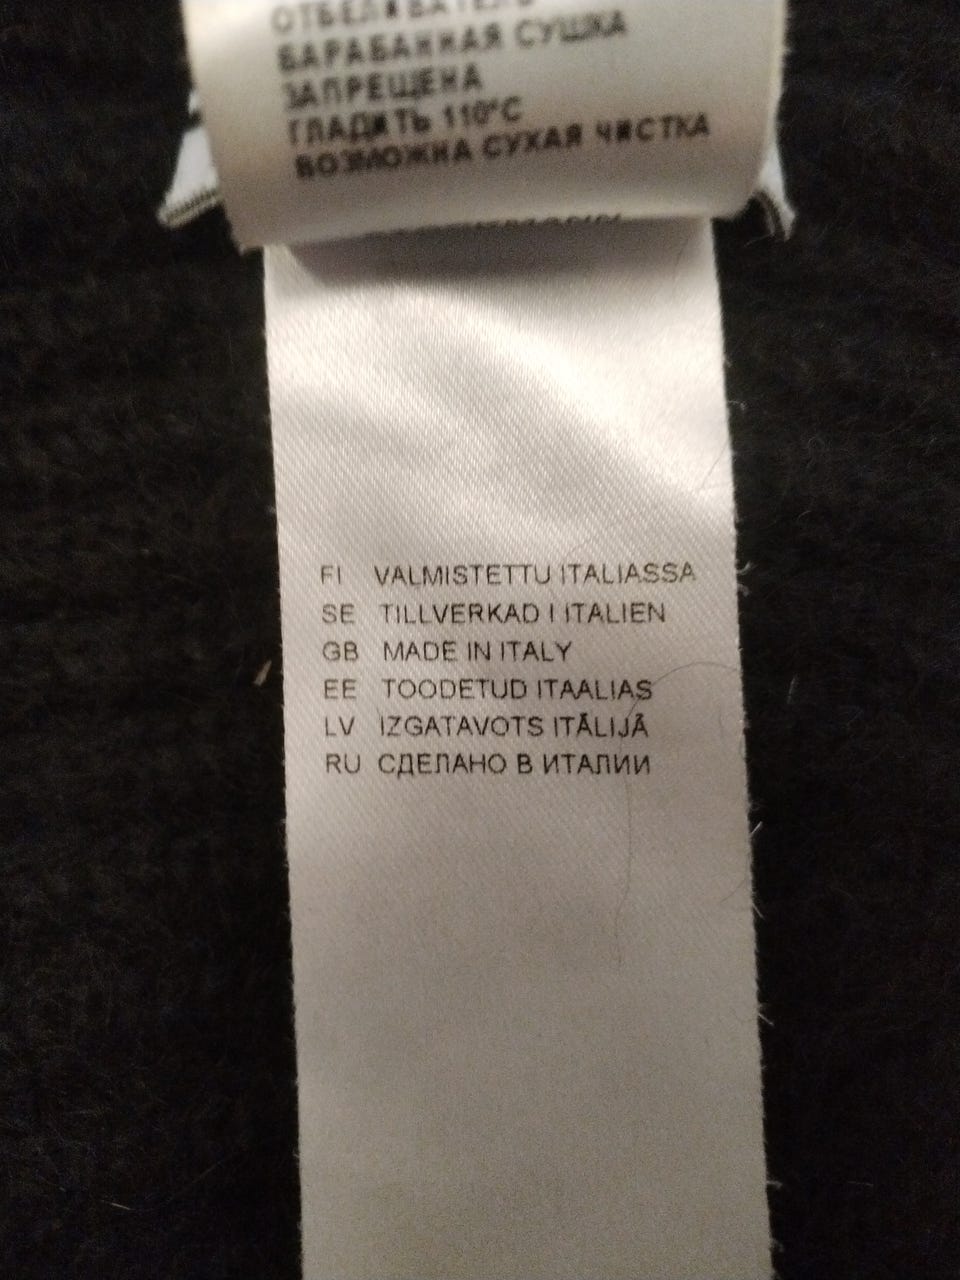 ОТБЕЛИВАТЕЛЬ
БАРАБАННАЯ СУШКА
ЗАПРЕЩЕНА
ГЛАДИТЬ 110°C
ВОЗМОЖНА СУХАЯ ЧИСТКА
FI VALMISTETTU ITALIASSA
SE TILLVERKAD I ITALIEN
GB MADE IN ITALY
EE TOODETUD ITAALIAS
LV IZGATAVOTS ITĀLIJĀ
RU СДЕЛАНО В ИТАЛИИ